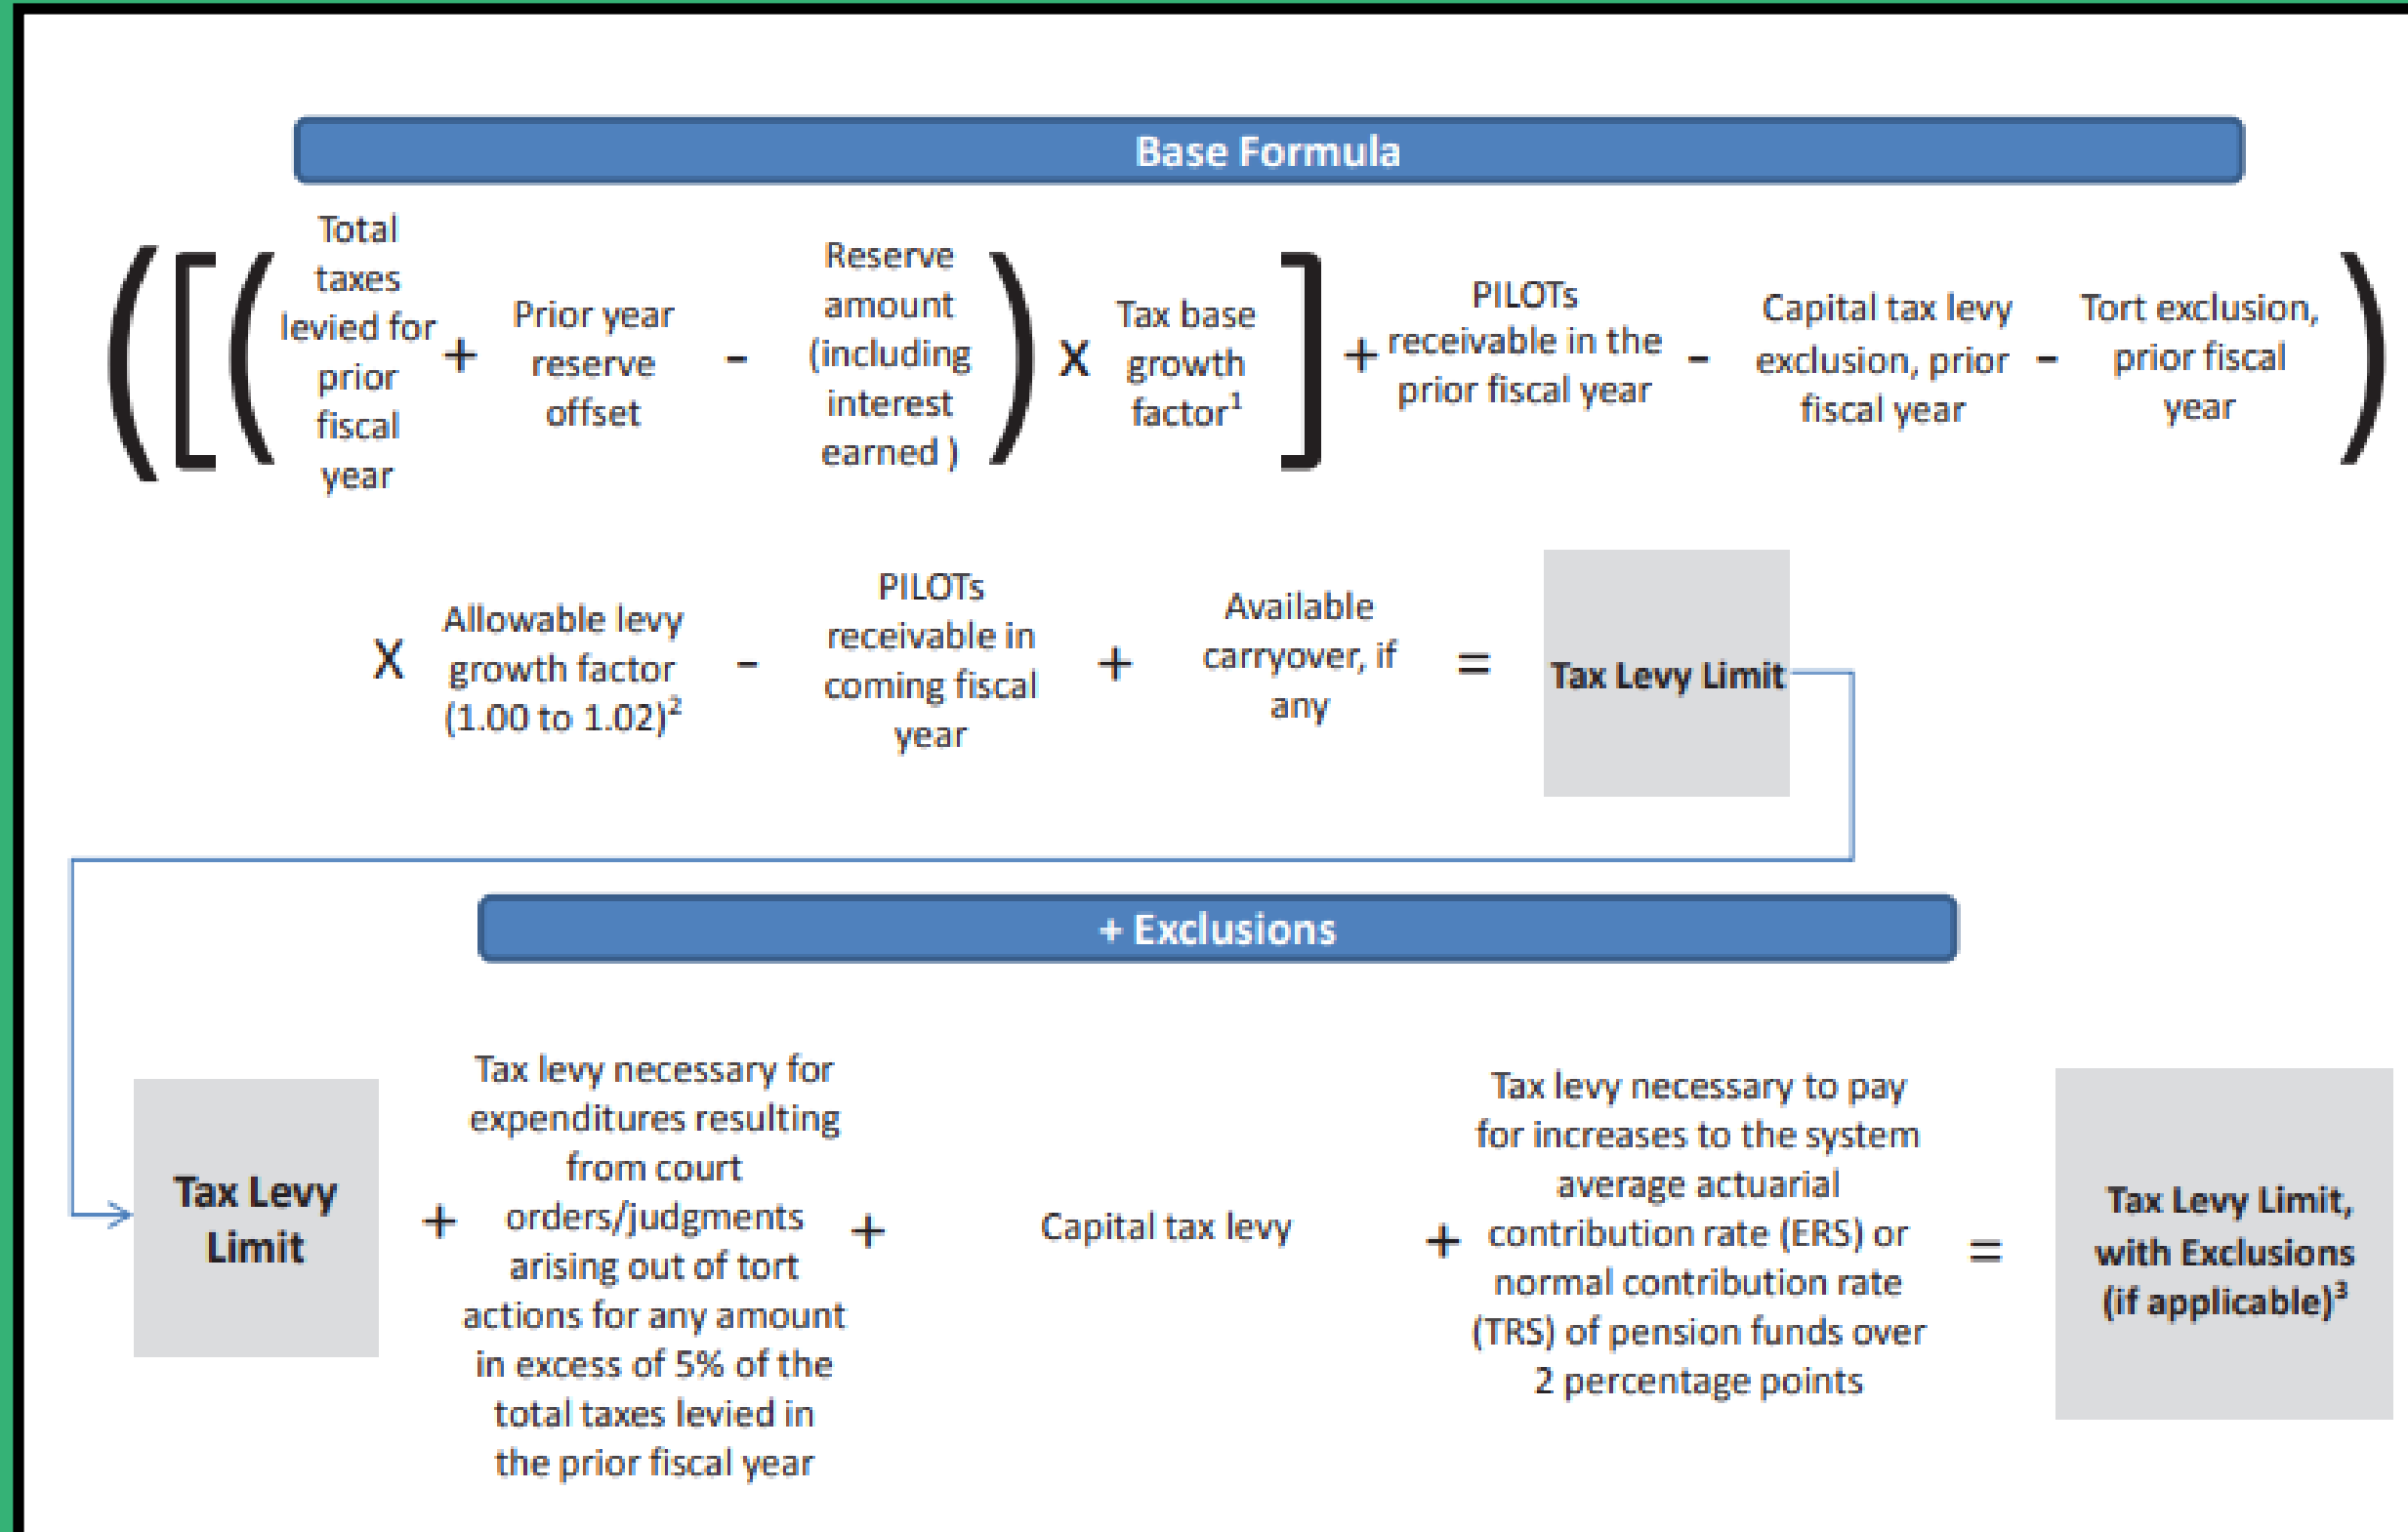 Base Formula
( [ (
Total
taxes
levied for
prior
fiscal
year
+
Prior year
reserve
offset
-
Reserve
amount
(including
interest
earned )
)
X
Tax base
growth
factor¹
]
+
PILOTs
receivable in the
prior fiscal year
-
Capital tax levy
exclusion, prior
fiscal year
-
Tort exclusion,
prior fiscal
year
)
X
Allowable levy
growth factor
(1.00 to 1.02)²
-
PILOTs
receivable in
coming fiscal
year
+
Available
carryover, if
any
=
Tax Levy Limit
+ Exclusions
Tax Levy
Limit
+
Tax levy necessary for
expenditures resulting
from court
orders/judgments
arising out of tort
actions for any amount
in excess of 5% of the
total taxes levied in
the prior fiscal year
+
Capital tax levy
+
Tax levy necessary to pay
for increases to the system
average actuarial
contribution rate (ERS) or
normal contribution rate
(TRS) of pension funds over
2 percentage points
=
Tax Levy Limit,
with Exclusions
(if applicable)³